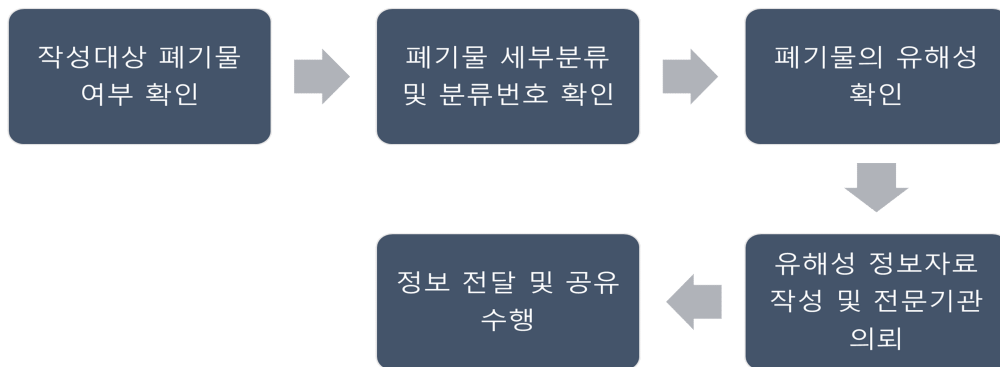 작성대상 폐기물
여부 확인
폐기물 세부분류
및 분류번호 확인
폐기물의 유해성
확인
유해성 정보자료
작성 및 전문기관
의뢰
정보 전달 및 공유
수행